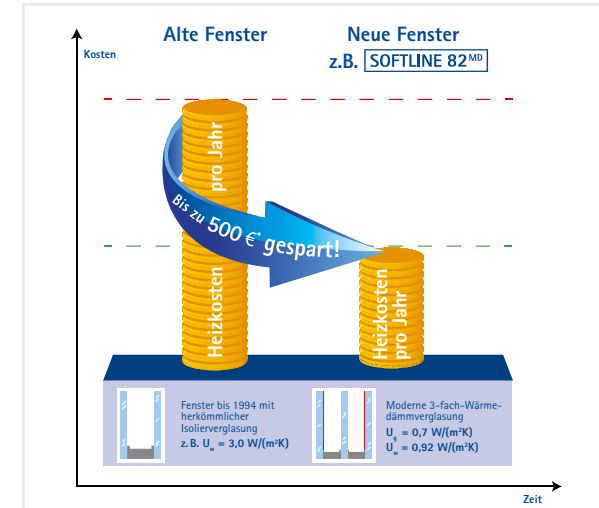 Alte Fenster
Neue Fenster
z.B. SOFTLINE 82MD
Kosten
Heizkosten
pro Jahr
Bis zu 500 €* gespart!
Heizkosten
pro Jahr
Fenster bis 1994 mit
herkömmlicher
Isolierverglasung
z. B. Uw = 3,0 W/(m²K)
Moderne 3-fach-Wärme-
dämmverglasung
Ug = 0,7 W/(m²K)
Uw = 0,92 W/(m²K)
Zeit